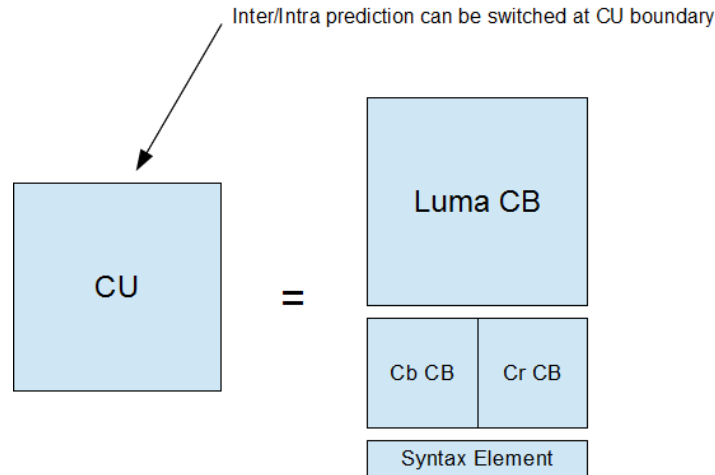 Inter/Intra prediction can be switched at CU boundary
CU
=
Luma CB
Cb CB
Cr CB
Syntax Element